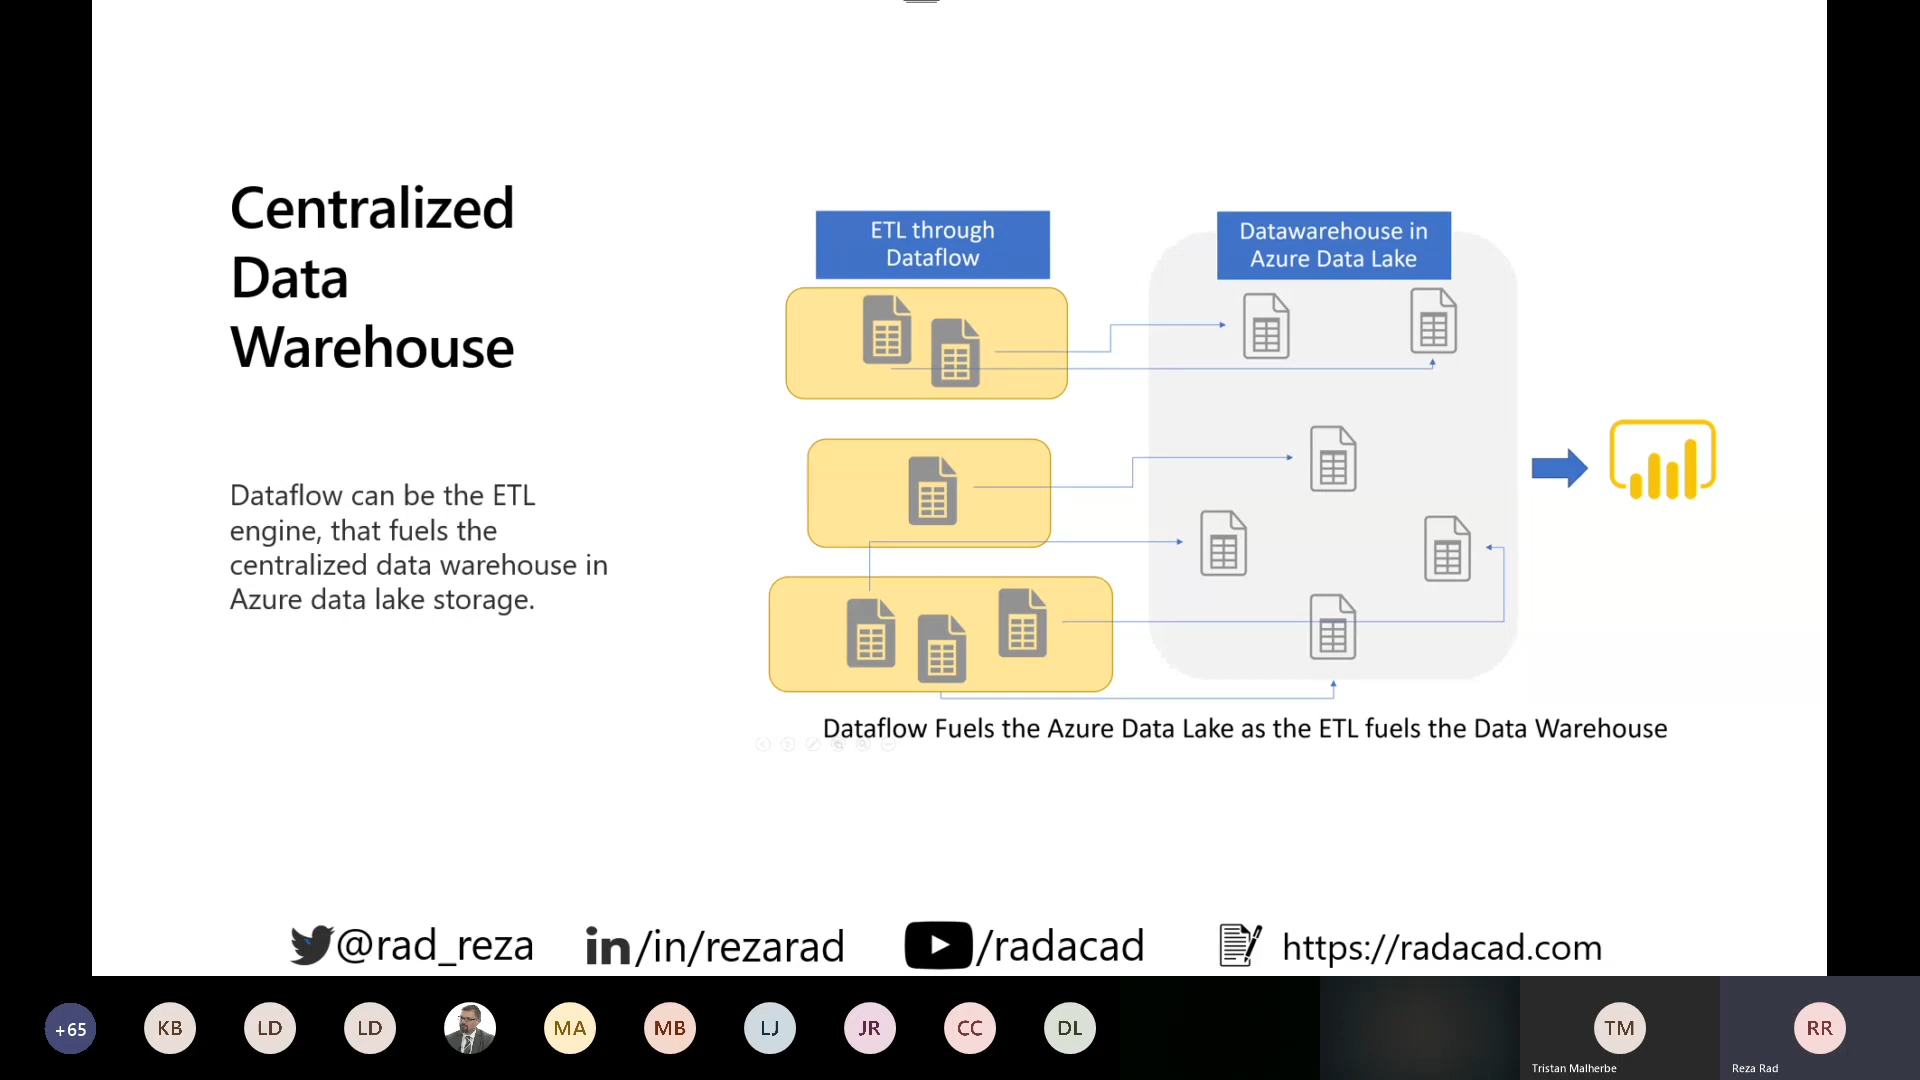 Centralized
Data
Warehouse
Dataflow can be the ETL
engine, that fuels the
centralized data warehouse in
Azure data lake storage.
ETL through
Dataflow
Datawarehouse in
Azure Data Lake
Dataflow Fuels the Azure Data Lake as the ETL fuels the Data Warehouse
@rad_reza
in/in/rezarad
/radacad
https://radacad.com
+65
KB
LD
LD
MA
MB
LJ
JR
CC
DL
TM
Tristan Malherbe
RR
Reza Rad